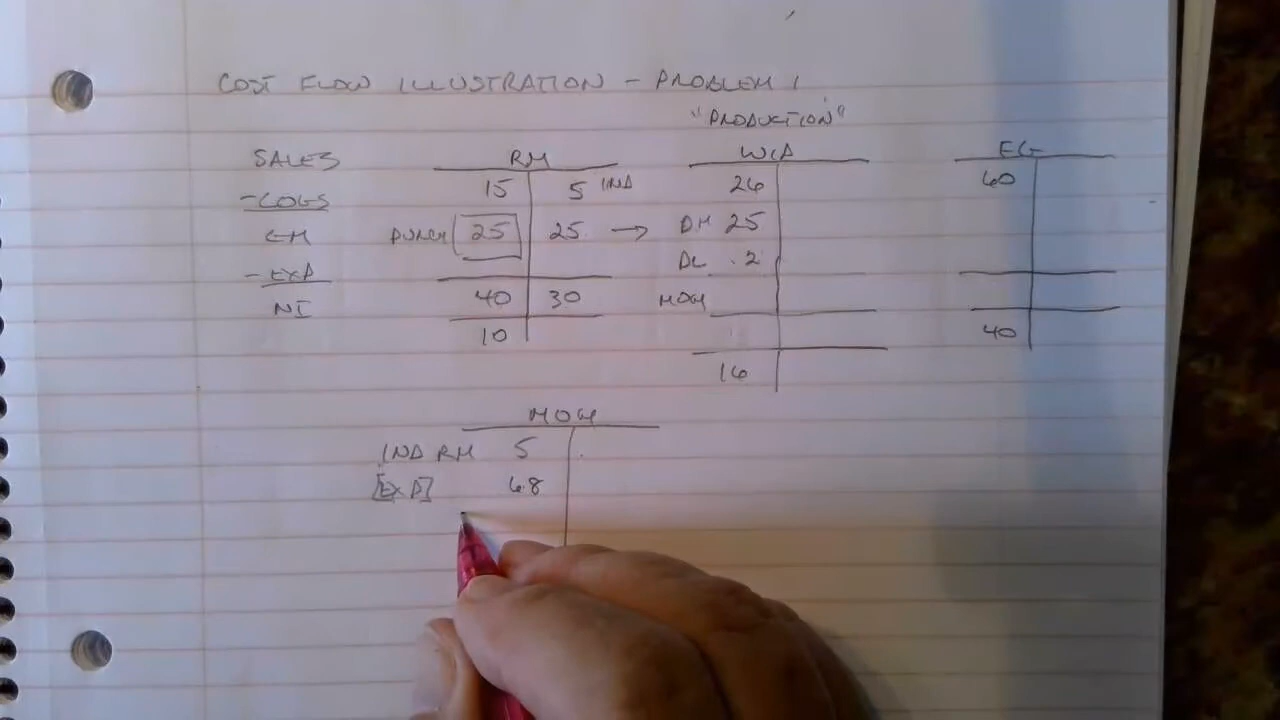 COST FLOW ILLUSTRATION - PROBLEM 1
"PRODUCTION"
SALES RM WIP FG
15 5 IND 26 60
- COGS
GM PURCH 25 25 → DM 25
- EXP DL .2
NI 40 30 MOH
10 40
16
MOH
IND RM 5
[EXP] 6.8